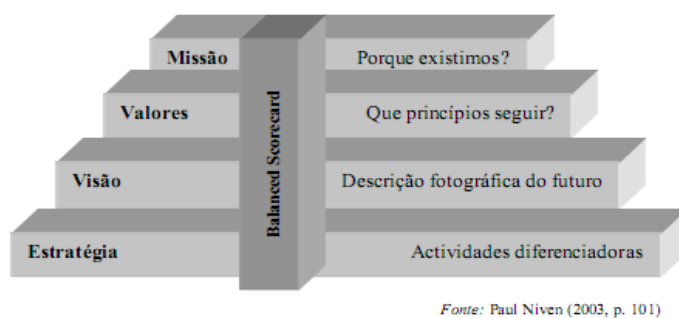 Missão
Porque existimos?
Valores
Que princípios seguir?
Visão
Descrição fotográfica do futuro
Estratégia
Actividades diferenciadoras
Balanced Scorecard
Fonte: Paul Niven (2003, p. 101)